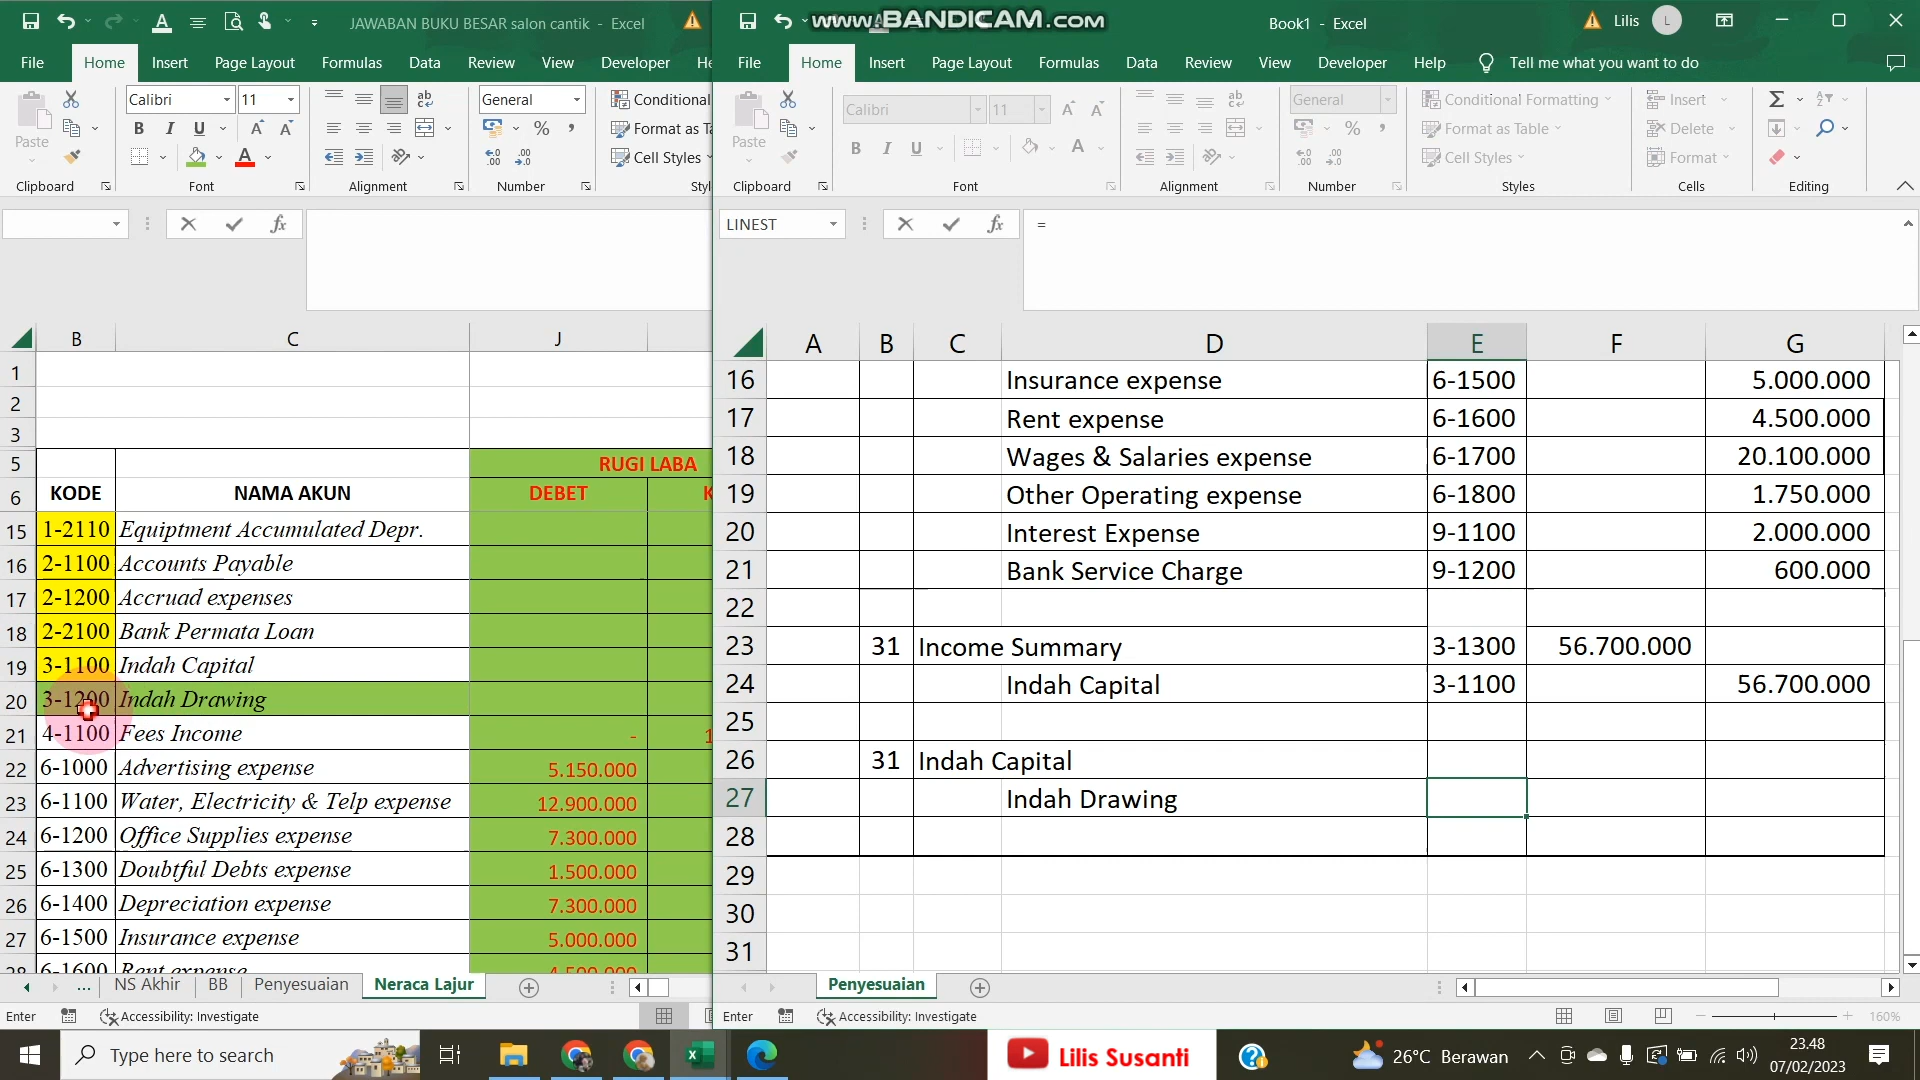 JAWABAN BUKU BESAR salon cantik - Excel
www.BANDICAM.com
Book1 - Excel
Lilis
L
File Home Insert Page Layout Formulas Data Review View Developer
File Home Insert Page Layout Formulas Data Review View Developer Help Tell me what you want to do
Calibri 11 General Conditional
Paste Format as
Cell Styles
Clipboard Font Alignment Number
Calibri 11 General Conditional Formatting Insert
Paste Format as Table Delete
Cell Styles Format
Clipboard Font Alignment Number Styles Cells Editing
fx
LINEST fx =
B C J
1
2
3
5 RUGI LABA
6 KODE NAMA AKUN DEBET
15 1-2110 Equiptment Accumulated Depr.
16 2-1100 Accounts Payable
17 2-1200 Accruad expenses
18 2-2100 Bank Permata Loan
19 3-1100 Indah Capital
20 3-1200 Indah Drawing
21 4-1100 Fees Income -
22 6-1000 Advertising expense 5.150.000
23 6-1100 Water, Electricity & Telp expense 12.900.000
24 6-1200 Office Supplies expense 7.300.000
25 6-1300 Doubtful Debts expense 1.500.000
26 6-1400 Depreciation expense 7.300.000
27 6-1500 Insurance expense 5.000.000
28 6-1600 Rent expense 4.500.000
A B C D E F G
16 Insurance expense 6-1500 5.000.000
17 Rent expense 6-1600 4.500.000
18 Wages & Salaries expense 6-1700 20.100.000
19 Other Operating expense 6-1800 1.750.000
20 Interest Expense 9-1100 2.000.000
21 Bank Service Charge 9-1200 600.000
22
23 31 Income Summary 3-1300 56.700.000
24 Indah Capital 3-1100 56.700.000
25
26 31 Indah Capital
27 Indah Drawing
28
29
30
31
... NS Akhir BB Penyesuaian Neraca Lajur
Penyesuaian
Enter Accessibility: Investigate
Enter Accessibility: Investigate 160%
Type here to search
Lilis Susanti
26°C Berawan
23.48
07/02/2023